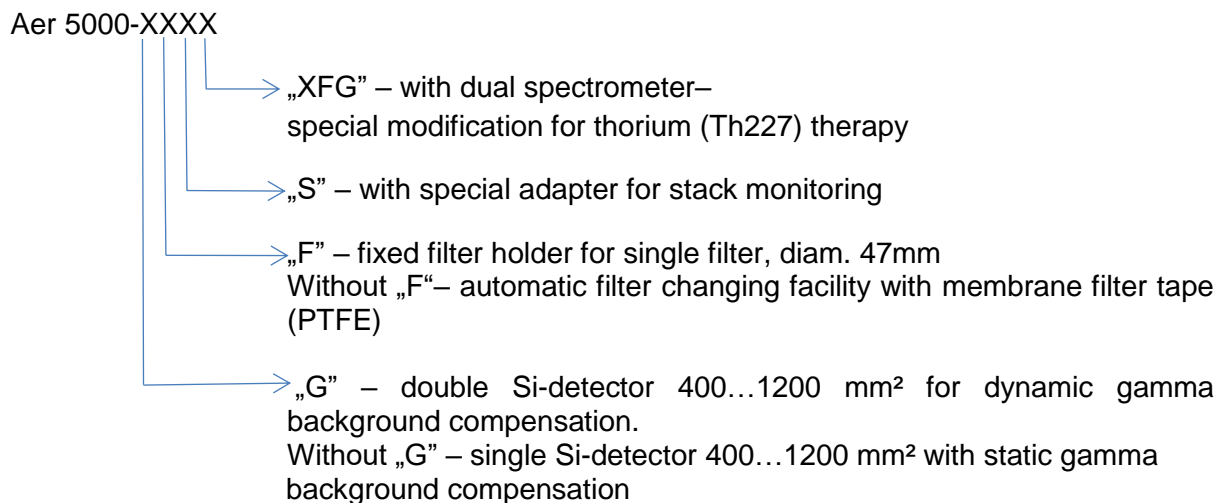 Aer 5000-XXXX
„XFG” – with dual spectrometer–
special modification for thorium (Th227) therapy
„S” – with special adapter for stack monitoring
„F” – fixed filter holder for single filter, diam. 47mm
Without „F“– automatic filter changing facility with membrane filter tape
(PTFE)
„G” – double Si-detector 400…1200 mm² for dynamic gamma
background compensation.
Without „G” – single Si-detector 400…1200 mm² with static gamma
background compensation